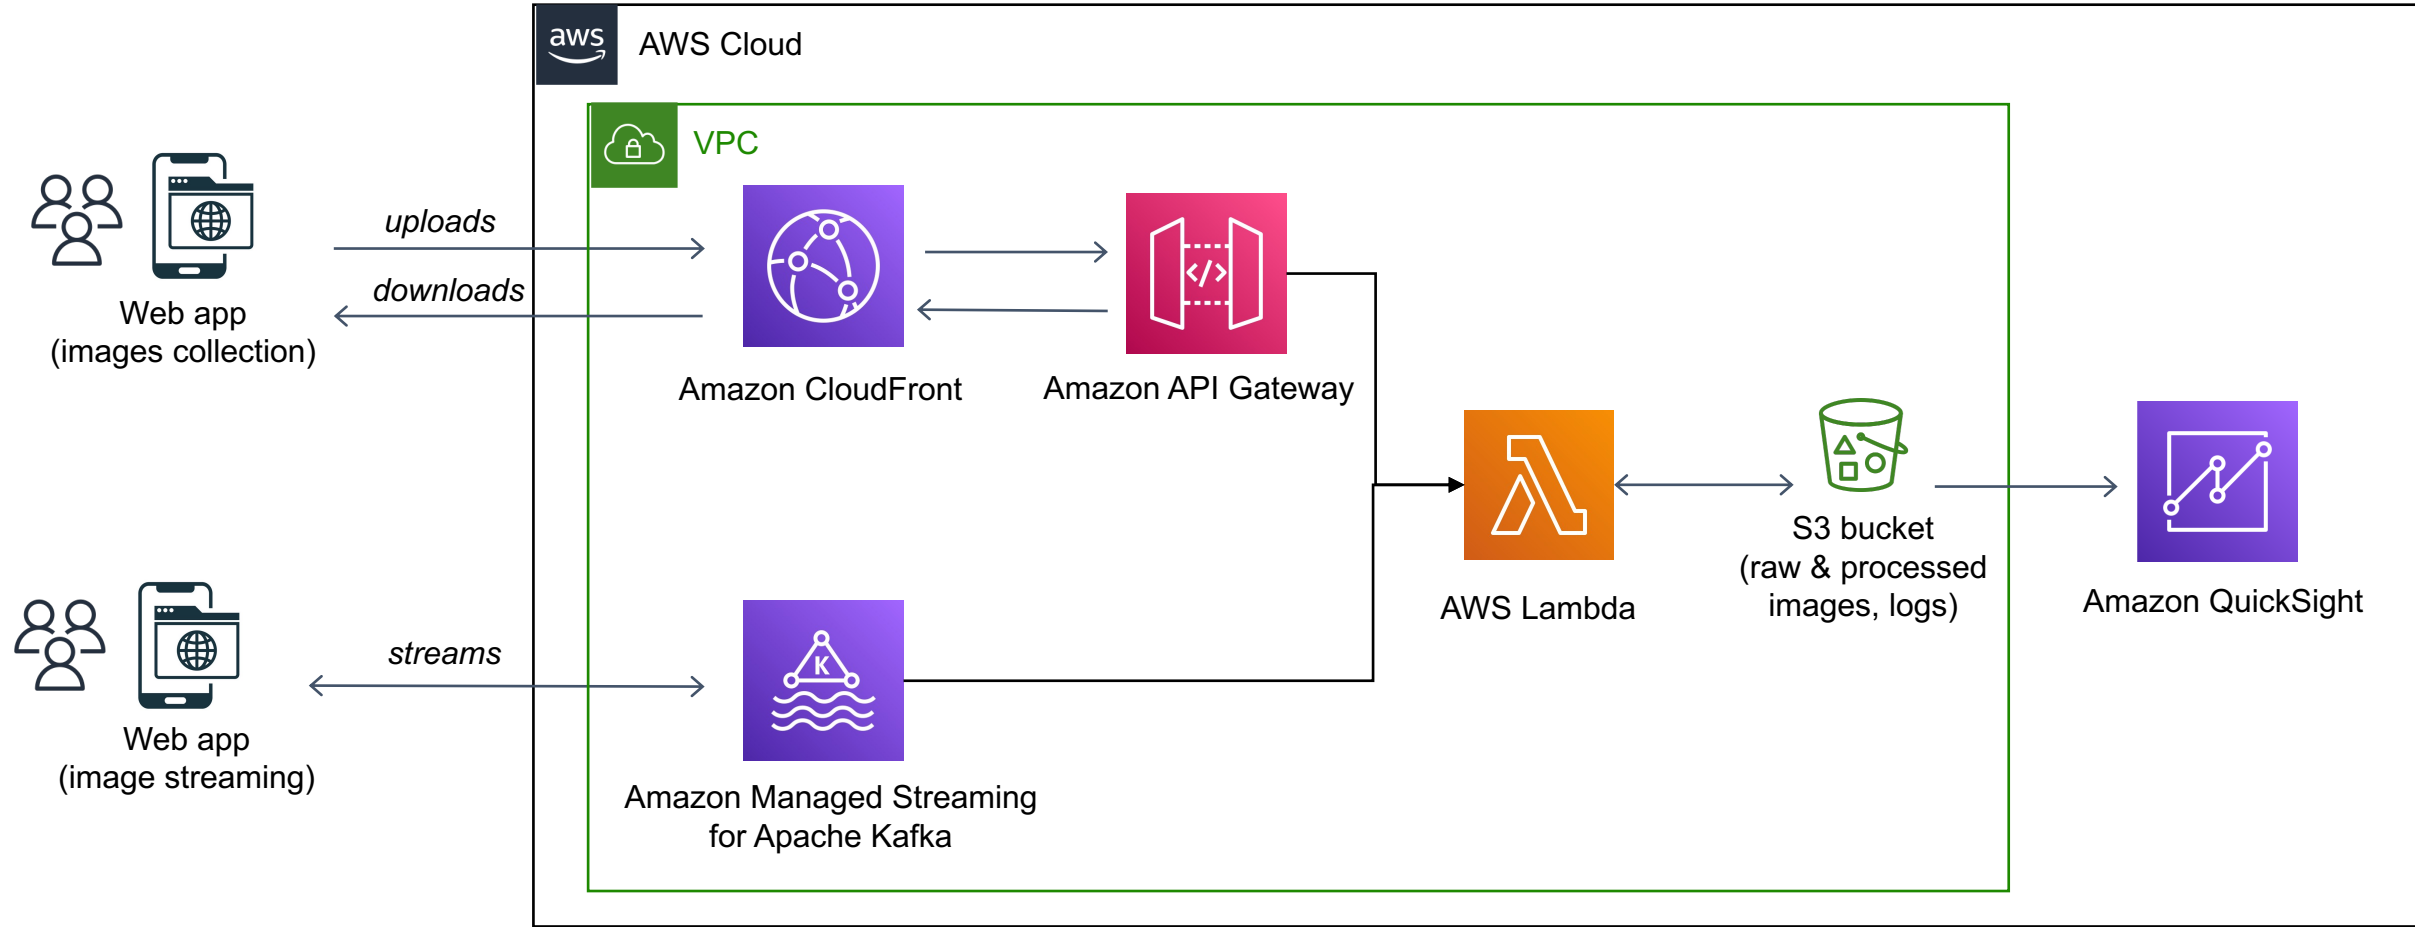 aws
AWS Cloud
VPC
uploads
downloads
Web app
(images collection)
Amazon CloudFront
</>
Amazon API Gateway
AWS Lambda
S3 bucket
(raw & processed
images, logs)
Amazon QuickSight
streams
K
Web app
(image streaming)
Amazon Managed Streaming
for Apache Kafka